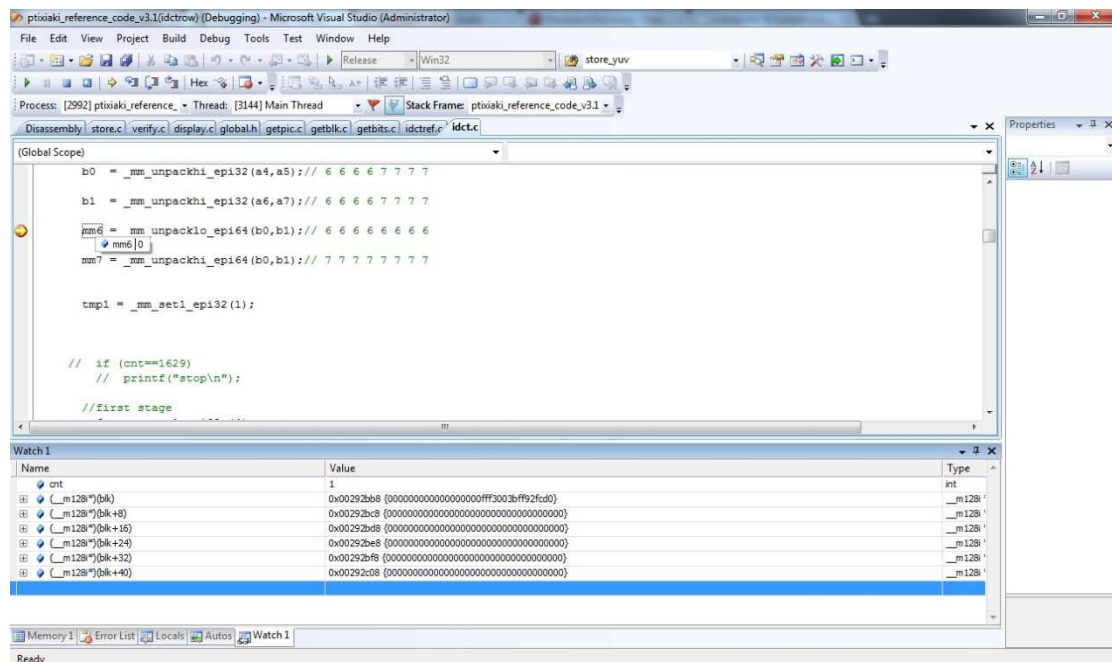 ptixiaki_reference_code_v3.1(idctrow) (Debugging) - Microsoft Visual Studio (Administrator)
File Edit View Project Build Debug Tools Test Window Help
Release Win32 store_yuv
Hex
Process: [2992] ptixiaki_reference_ Thread: [3144] Main Thread Stack Frame: ptixiaki_reference_code_v3.1
Disassembly store.c verify.c display.c global.h getpic.c getblk.c getbits.c idctref.c idct.c
Properties
(Global Scope)
b0 = _mm_unpackhi_epi32(a4,a5);// 6 6 6 6 7 7 7 7
b1 = _mm_unpackhi_epi32(a6,a7);// 6 6 6 6 7 7 7 7
mm6 = _mm_unpacklo_epi64(b0,b1);// 6 6 6 6 6 6 6 6
mm6 0
mm7 = _mm_unpackhi_epi64(b0,b1);// 7 7 7 7 7 7 7 7
tmp1 = _mm_set1_epi32(1);
// if (cnt==1629)
// printf("stop\n");
//first stage
Watch 1
Name Value Type
cnt 1 int
(__m128i*)(blk) 0x00292bb8 {0000000000000000fff3003bff92fcd0} __m128i *
(__m128i*)(blk+8) 0x00292bc8 {00000000000000000000000000000000} __m128i *
(__m128i*)(blk+16) 0x00292bd8 {00000000000000000000000000000000} __m128i *
(__m128i*)(blk+24) 0x00292be8 {00000000000000000000000000000000} __m128i *
(__m128i*)(blk+32) 0x00292bf8 {00000000000000000000000000000000} __m128i *
(__m128i*)(blk+40) 0x00292c08 {00000000000000000000000000000000} __m128i *
Memory 1 Error List Locals Autos Watch 1
Ready